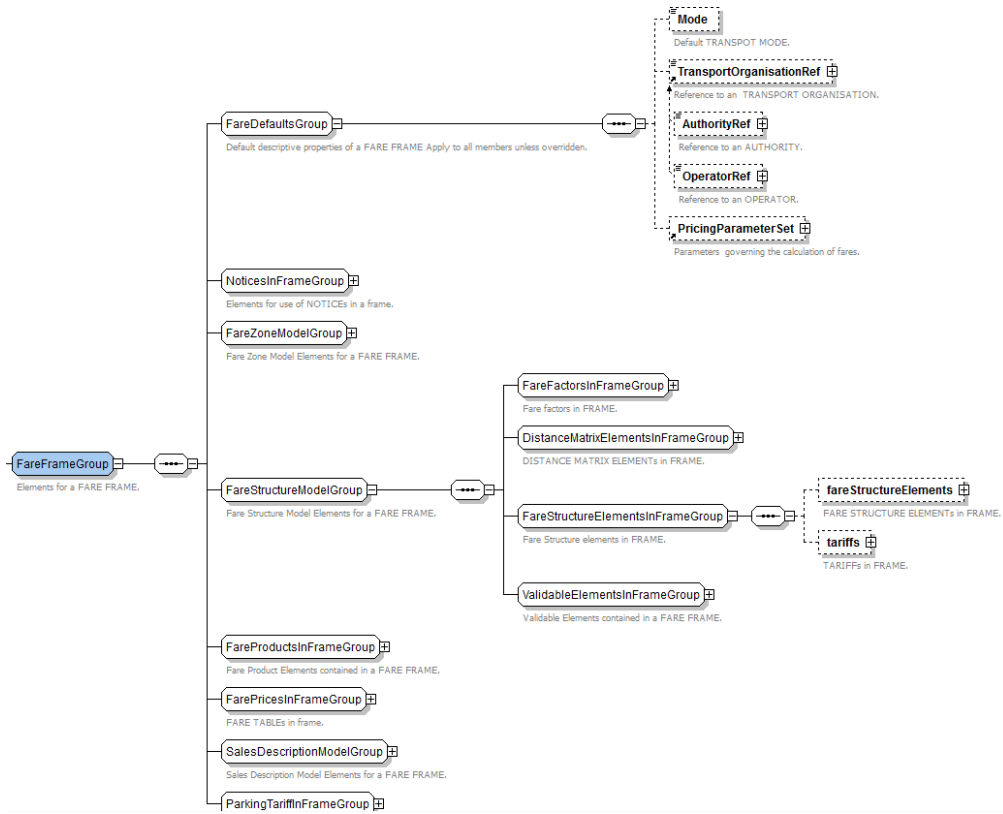 Mode
Default TRANSPOT MODE.
TransportOrganisationRef
Reference to an TRANSPORT ORGANISATION.
FareDefaultsGroup
Default descriptive properties of a FARE FRAME Apply to all members unless overridden.
AuthorityRef
Reference to an AUTHORITY.
OperatorRef
Reference to an OPERATOR.
PricingParameterSet
Parameters governing the calculation of fares.
NoticesInFrameGroup
Elements for use of NOTICEs in a frame.
FareZoneModelGroup
Fare Zone Model Elements for a FARE FRAME.
FareFactorsInFrameGroup
Fare factors in FRAME.
DistanceMatrixElementsInFrameGroup
DISTANCE MATRIX ELEMENTs in FRAME.
FareFrameGroup
Elements for a FARE FRAME.
FareStructureModelGroup
Fare Structure Model Elements for a FARE FRAME.
fareStructureElements
FARE STRUCTURE ELEMENTs in FRAME.
FareStructureElementsInFrameGroup
Fare Structure elements in FRAME.
tariffs
TARIFFs in FRAME.
ValidableElementsInFrameGroup
Validable Elements contained in a FARE FRAME.
FareProductsInFrameGroup
Fare Product Elements contained in a FARE FRAME.
FarePricesInFrameGroup
FARE TABLEs in frame.
SalesDescriptionModelGroup
Sales Description Model Elements for a FARE FRAME.
ParkingTariffInFrameGroup